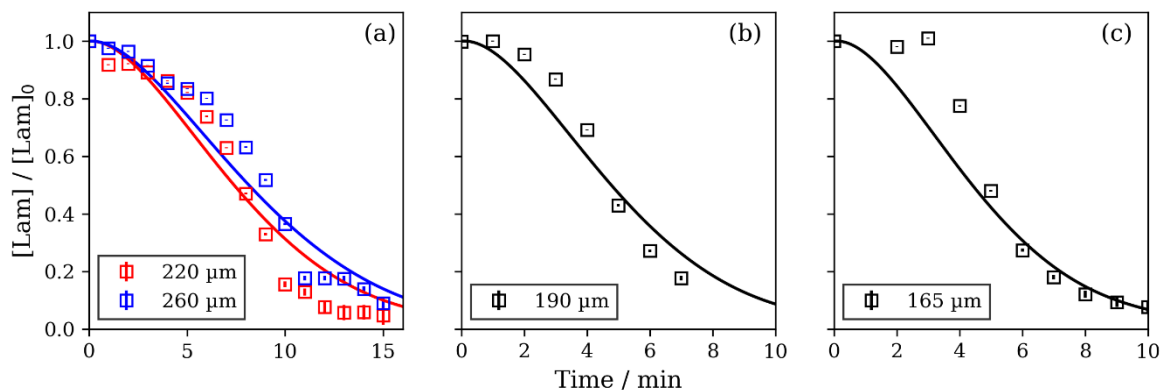 [Lam] / [Lam]₀
1.0
0.8
0.6
0.4
0.2
0.0
(a)
220 µm
260 µm
0 5 10 15
(b)
190 µm
0 2 4 6 8 10
(c)
165 µm
0 2 4 6 8 10
Time / min